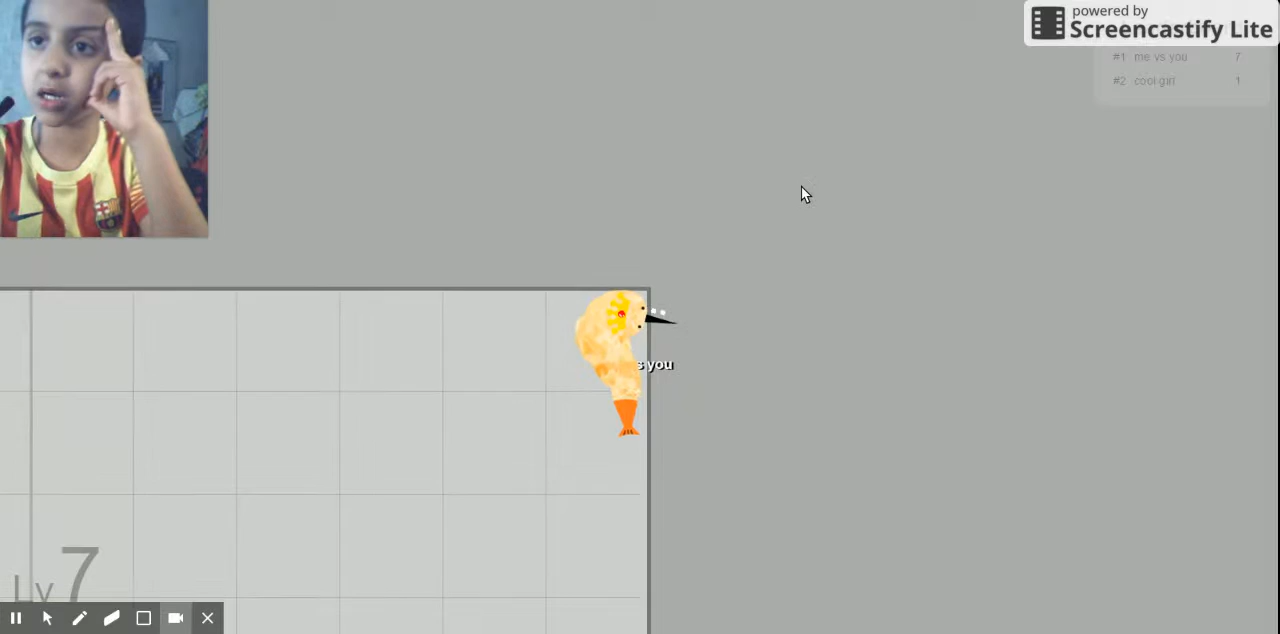 powered by
Screencastify Lite
#1 me vs you 7
#2 cool girl 1
s you
Lv 7